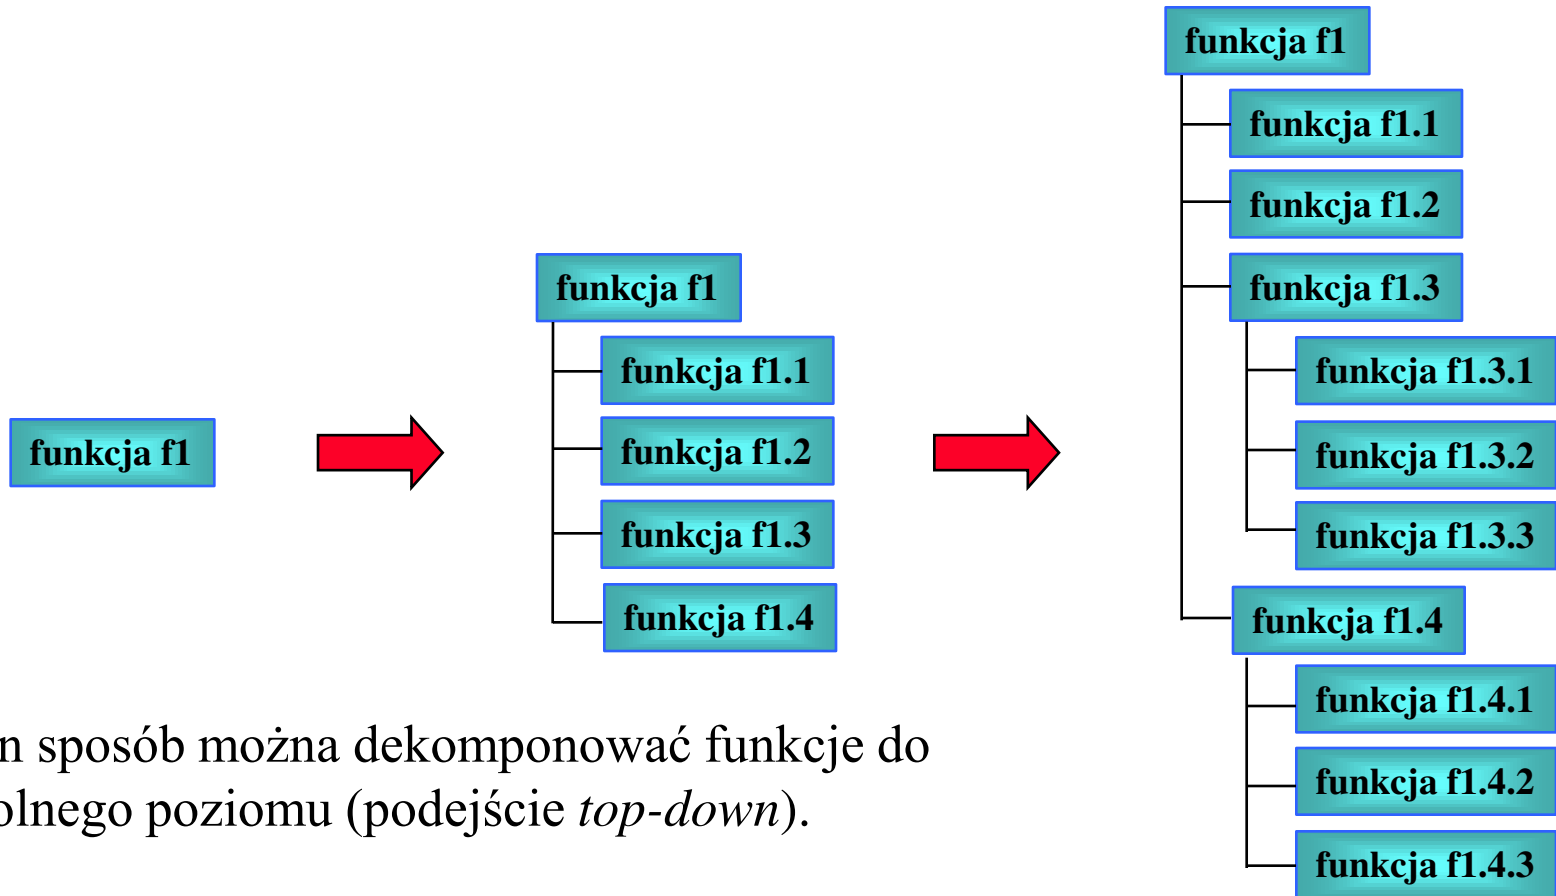 funkcja f1
funkcja f1
funkcja f1.1
funkcja f1.2
funkcja f1.3
funkcja f1.4
funkcja f1
funkcja f1.1
funkcja f1.2
funkcja f1.3
funkcja f1.3.1
funkcja f1.3.2
funkcja f1.3.3
funkcja f1.4
funkcja f1.4.1
funkcja f1.4.2
funkcja f1.4.3
sposób można dekomponować funkcje do
poziomu (podejście top-down).